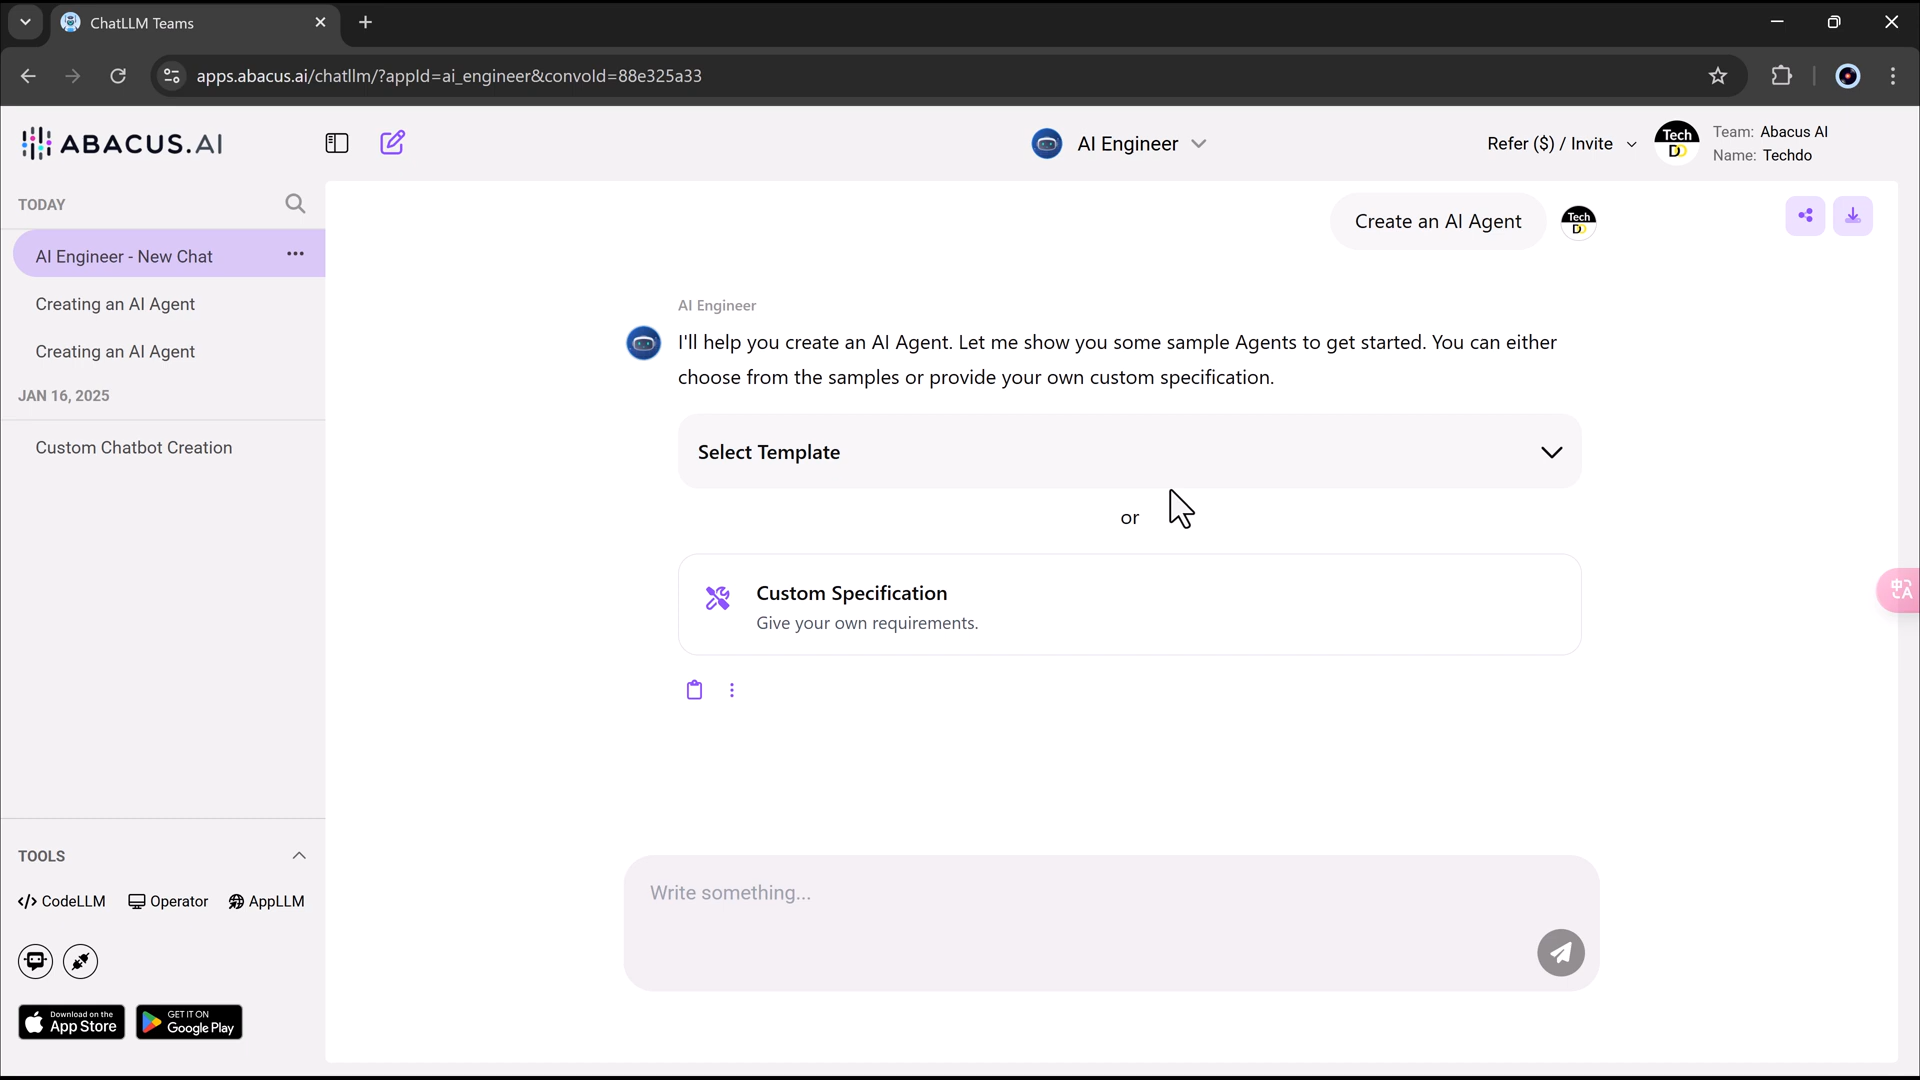 ChatLLM Teams
apps.abacus.ai/chatllm/?appId=ai_engineer&convoId=88e325a33
ABACUS.AI
AI Engineer
Refer ($) / Invite
Tech
DO
Team: Abacus AI
Name: Techdo
TODAY
AI Engineer - New Chat
Creating an AI Agent
Creating an AI Agent
JAN 16, 2025
Custom Chatbot Creation
Create an AI Agent
Tech
DO
AI Engineer
I'll help you create an AI Agent. Let me show you some sample Agents to get started. You can either
choose from the samples or provide your own custom specification.
Select Template
or
Custom Specification
Give your own requirements.
中
A
Write something...
TOOLS
</> CodeLLM
Operator
AppLLM
Download on the
App Store
GET IT ON
Google Play